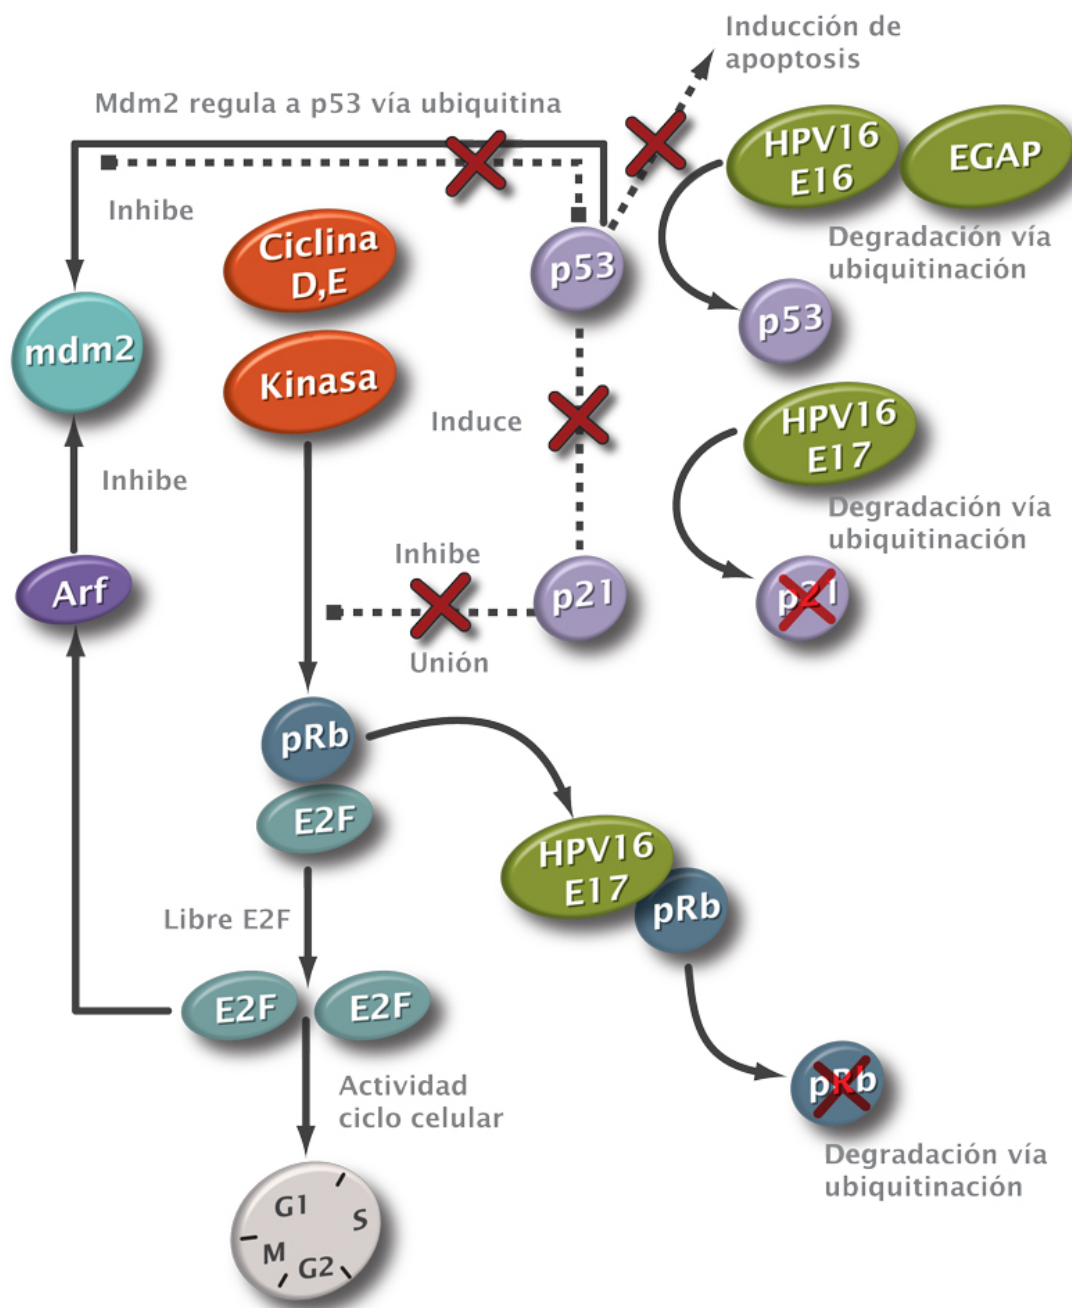 Inducción de
apoptosis
Mdm2 regula a p53 vía ubiquitina
HPV16
E16
EGAP
Inhibe
Ciclina
D,E
p53
Degradación vía
ubiquitinación
p53
mdm2
Kinasa
Induce
HPV16
E17
Inhibe
Degradación vía
ubiquitinación
Inhibe
Arf
p21
p21
Unión
pRb
E2F
HPV16
E17
pRb
Libre E2F
E2F
E2F
pRb
Actividad
ciclo celular
Degradación vía
ubiquitinación
G1
S
M
G2